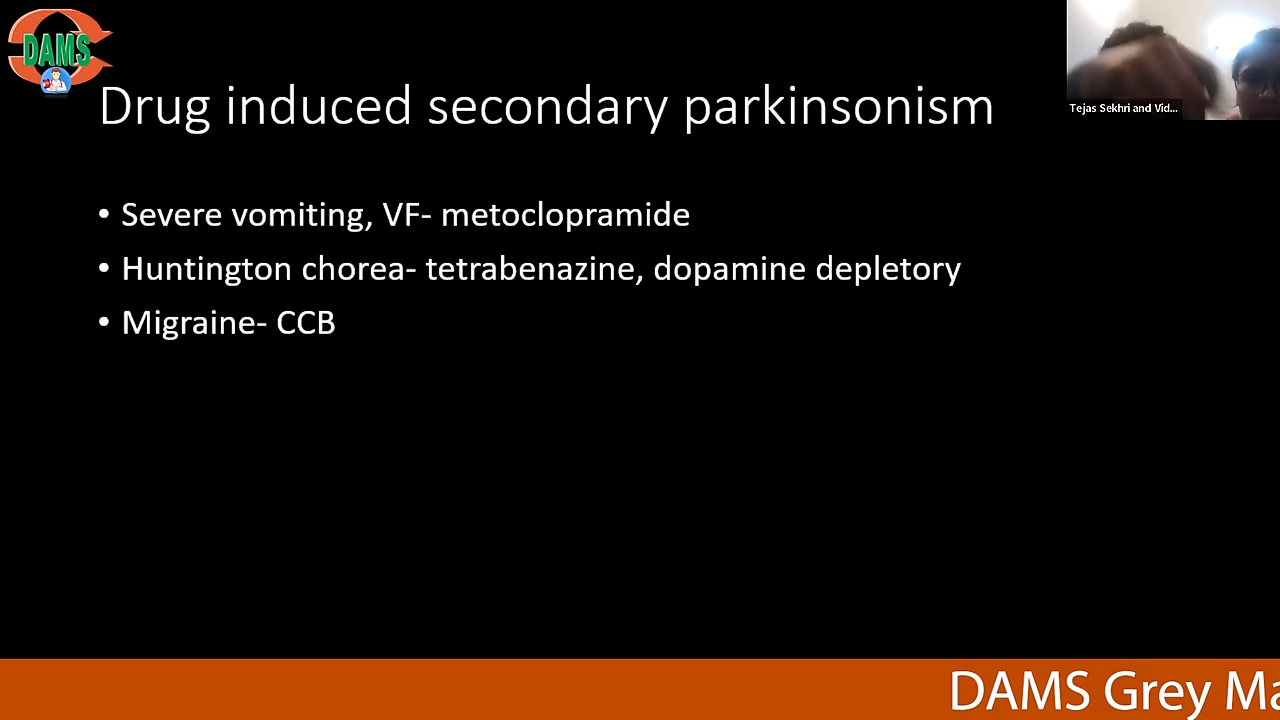 DAMS
Drug induced secondary parkinsonism
Tejas Sekhri and Vid...
• Severe vomiting, VF- metoclopramide
• Huntington chorea- tetrabenazine, dopamine depletory
• Migraine- CCB
DAMS Grey Ma